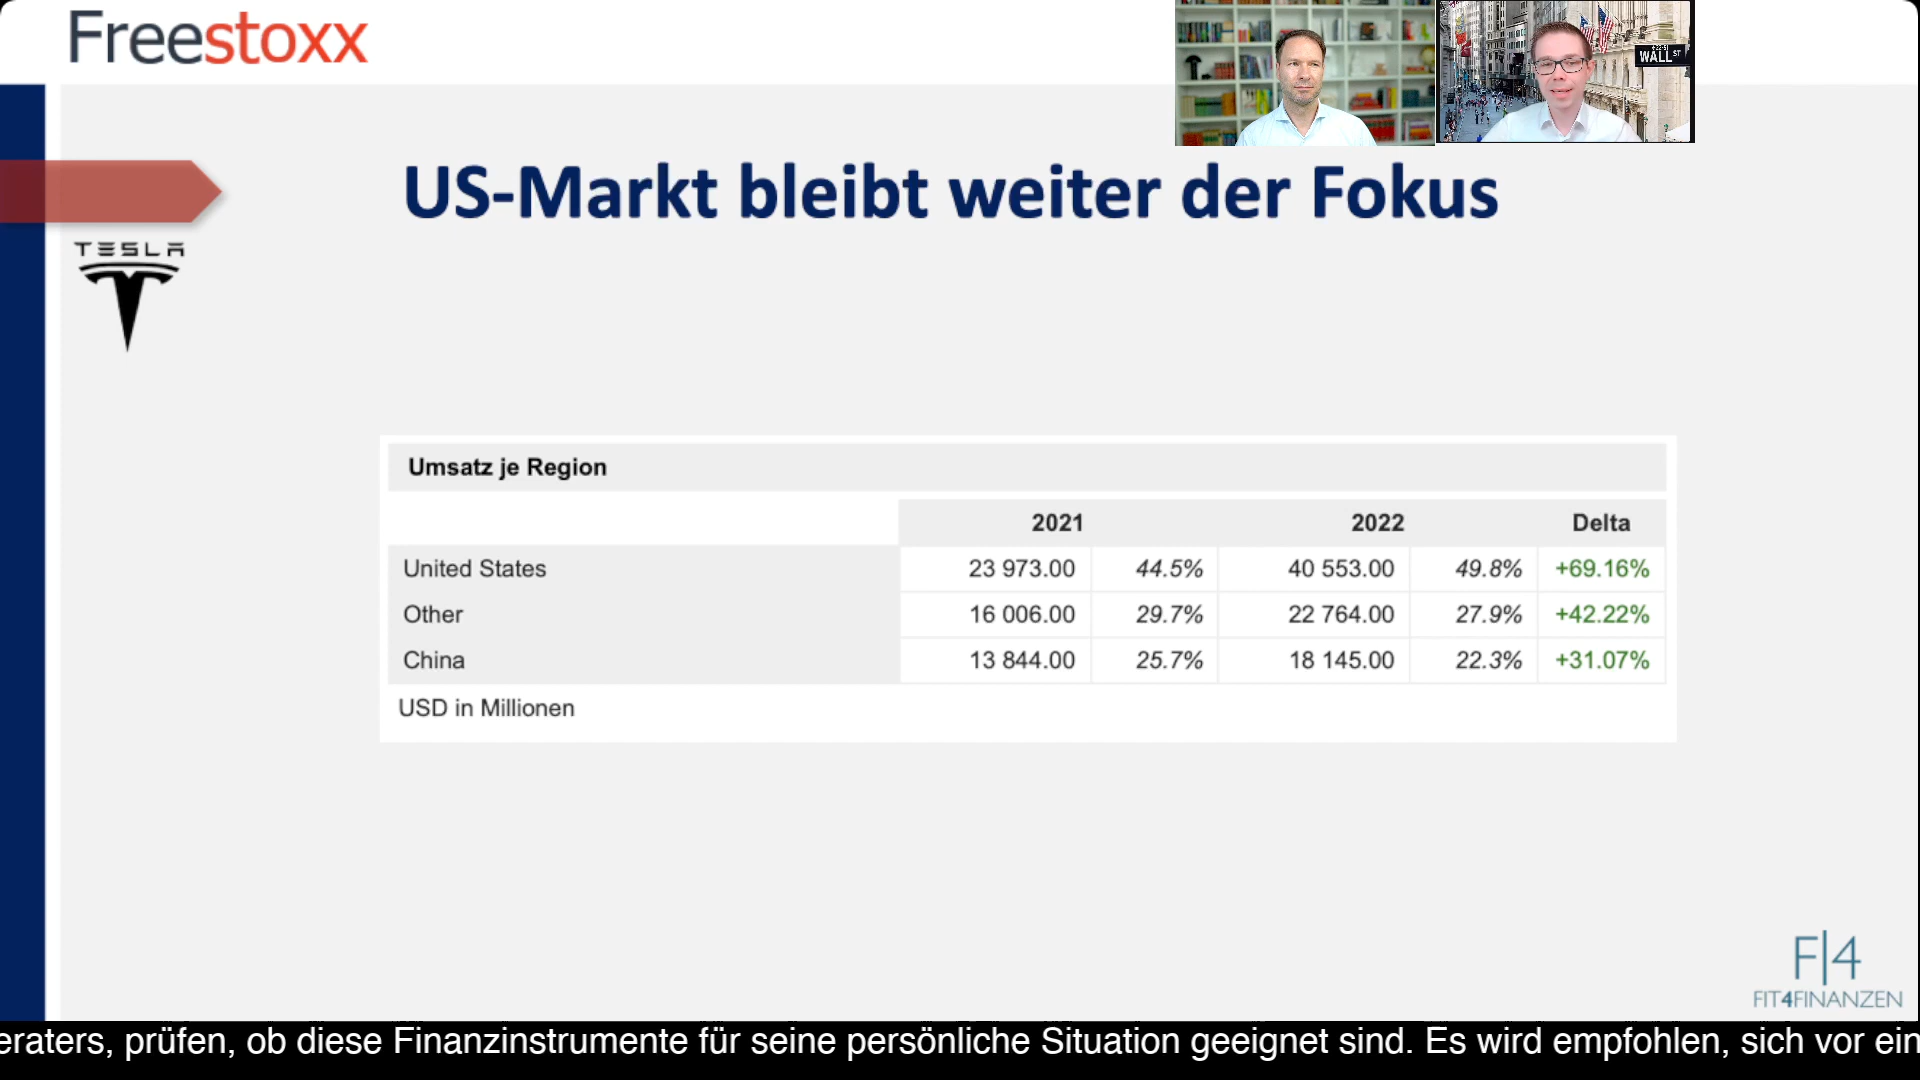 Freestoxx
WALL ST
US-Markt bleibt weiter der Fokus
TESLA
Umsatz je Region
2021 2022 Delta
United States 23 973.00 44.5% 40 553.00 49.8% +69.16%
Other 16 006.00 29.7% 22 764.00 27.9% +42.22%
China 13 844.00 25.7% 18 145.00 22.3% +31.07%
USD in Millionen
F|4
FIT4FINANZEN
eraters, prüfen, ob diese Finanzinstrumente für seine persönliche Situation geeignet sind. Es wird empfohlen, sich vor ein